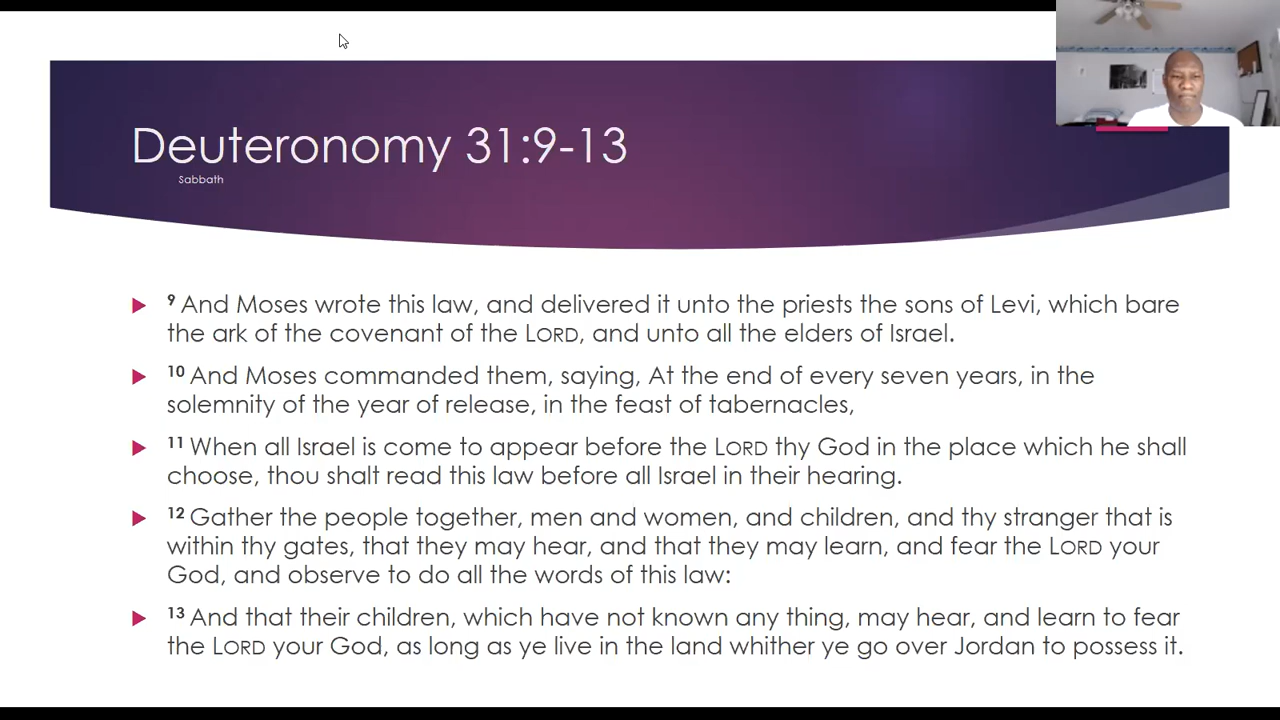 Deuteronomy 31:9-13
Sabbath
9 And Moses wrote this law, and delivered it unto the priests the sons of Levi, which bare
the ark of the covenant of the LORD, and unto all the elders of Israel.
10 And Moses commanded them, saying, At the end of every seven years, in the
solemnity of the year of release, in the feast of tabernacles,
11 When all Israel is come to appear before the LORD thy God in the place which he shall
choose, thou shalt read this law before all Israel in their hearing.
12 Gather the people together, men and women, and children, and thy stranger that is
within thy gates, that they may hear, and that they may learn, and fear the LORD your
God, and observe to do all the words of this law:
13 And that their children, which have not known any thing, may hear, and learn to fear
the LORD your God, as long as ye live in the land whither ye go over Jordan to possess it.